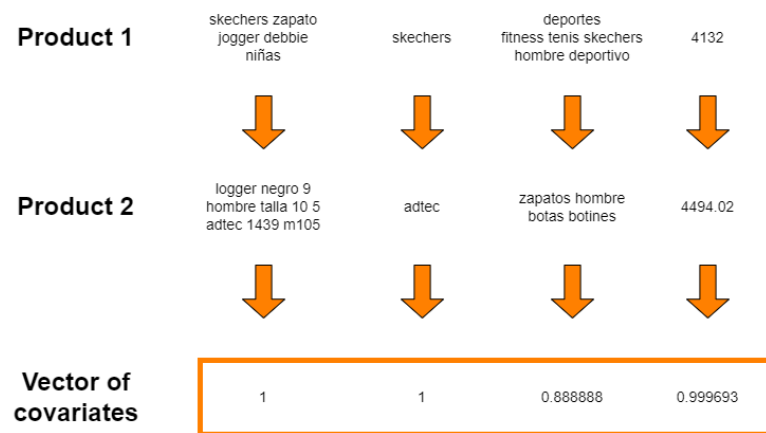 Product 1
skechers zapato
jogger debbie
niñas
skechers
deportes
fitness tenis skechers
hombre deportivo
4132
Product 2
logger negro 9
hombre talla 10 5
adtec 1439 m105
adtec
zapatos hombre
botas botines
4494.02
Vector of
covariates
1
1
0.888888
0.999693